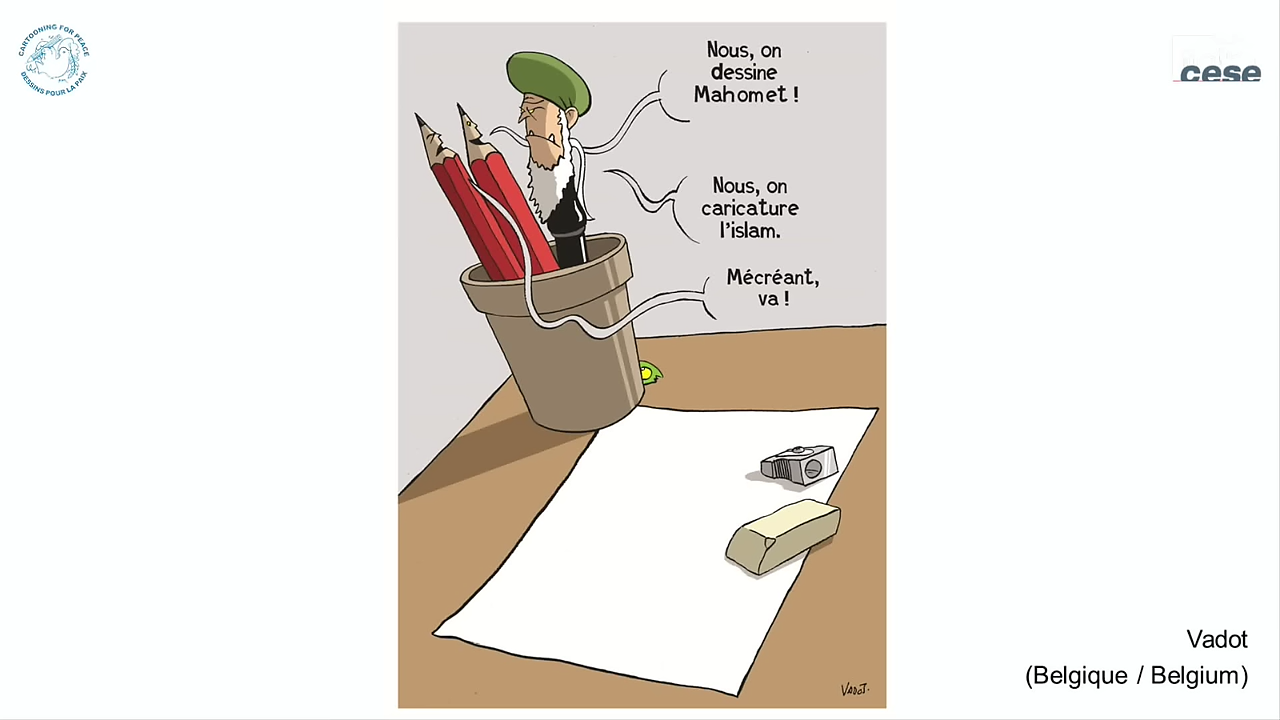 CARTOONING FOR PEACE
DESSINS POUR LA PAIX
cese
Nous, on
dessine
Mahomet !
Nous, on
caricature
l'islam.
Mécréant,
va !
VADOT.
Vadot
(Belgique / Belgium)